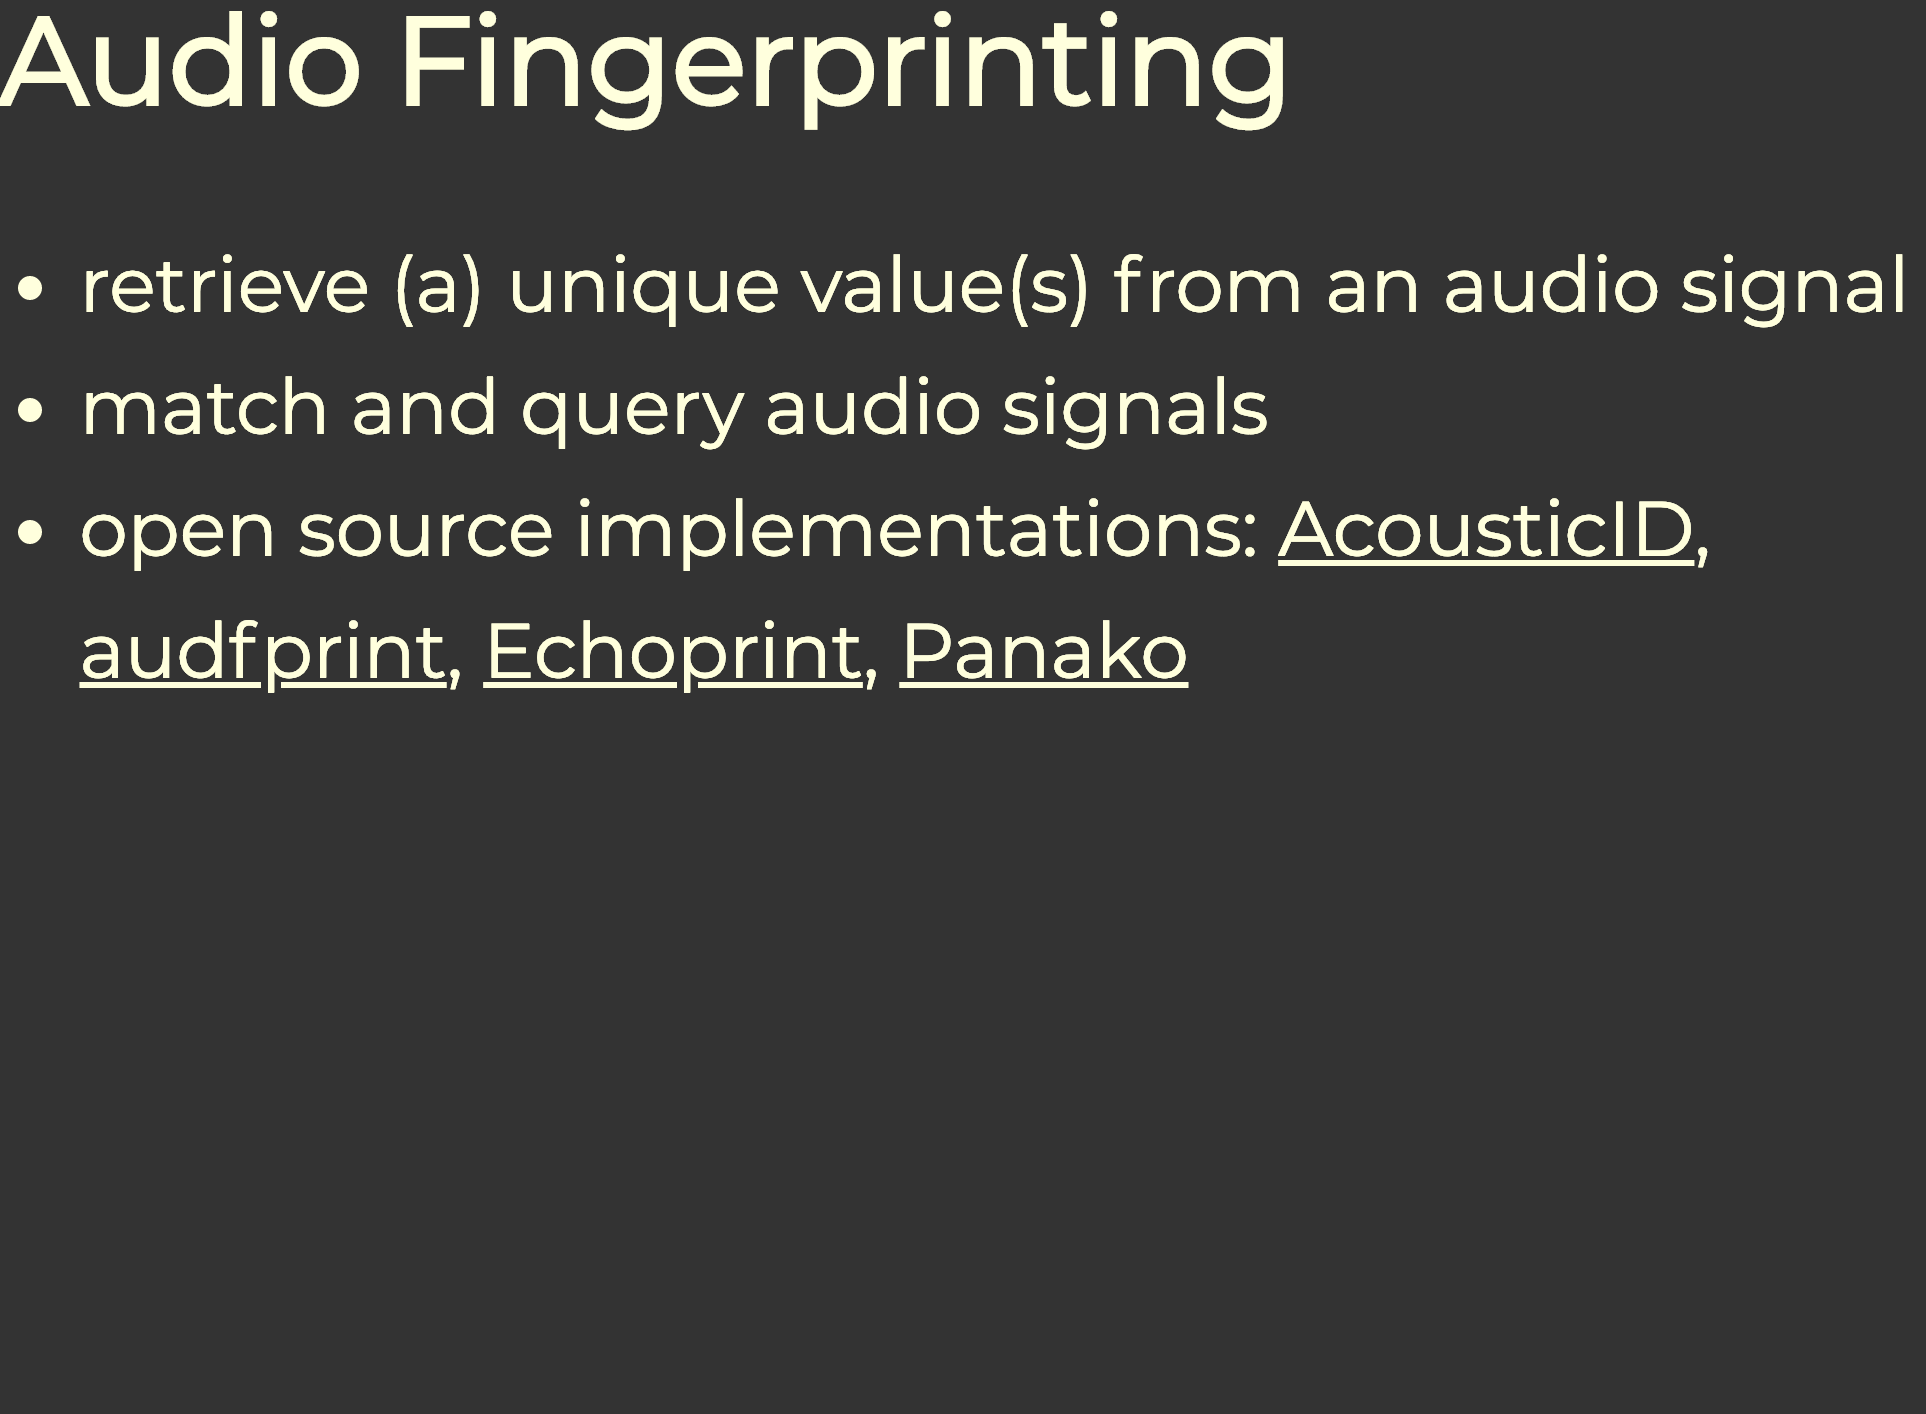 Audio Fingerprinting
• retrieve (a) unique value(s) from an audio signal
• match and query audio signals
• open source implementations: AcousticID,
audfprint, Echoprint, Panako